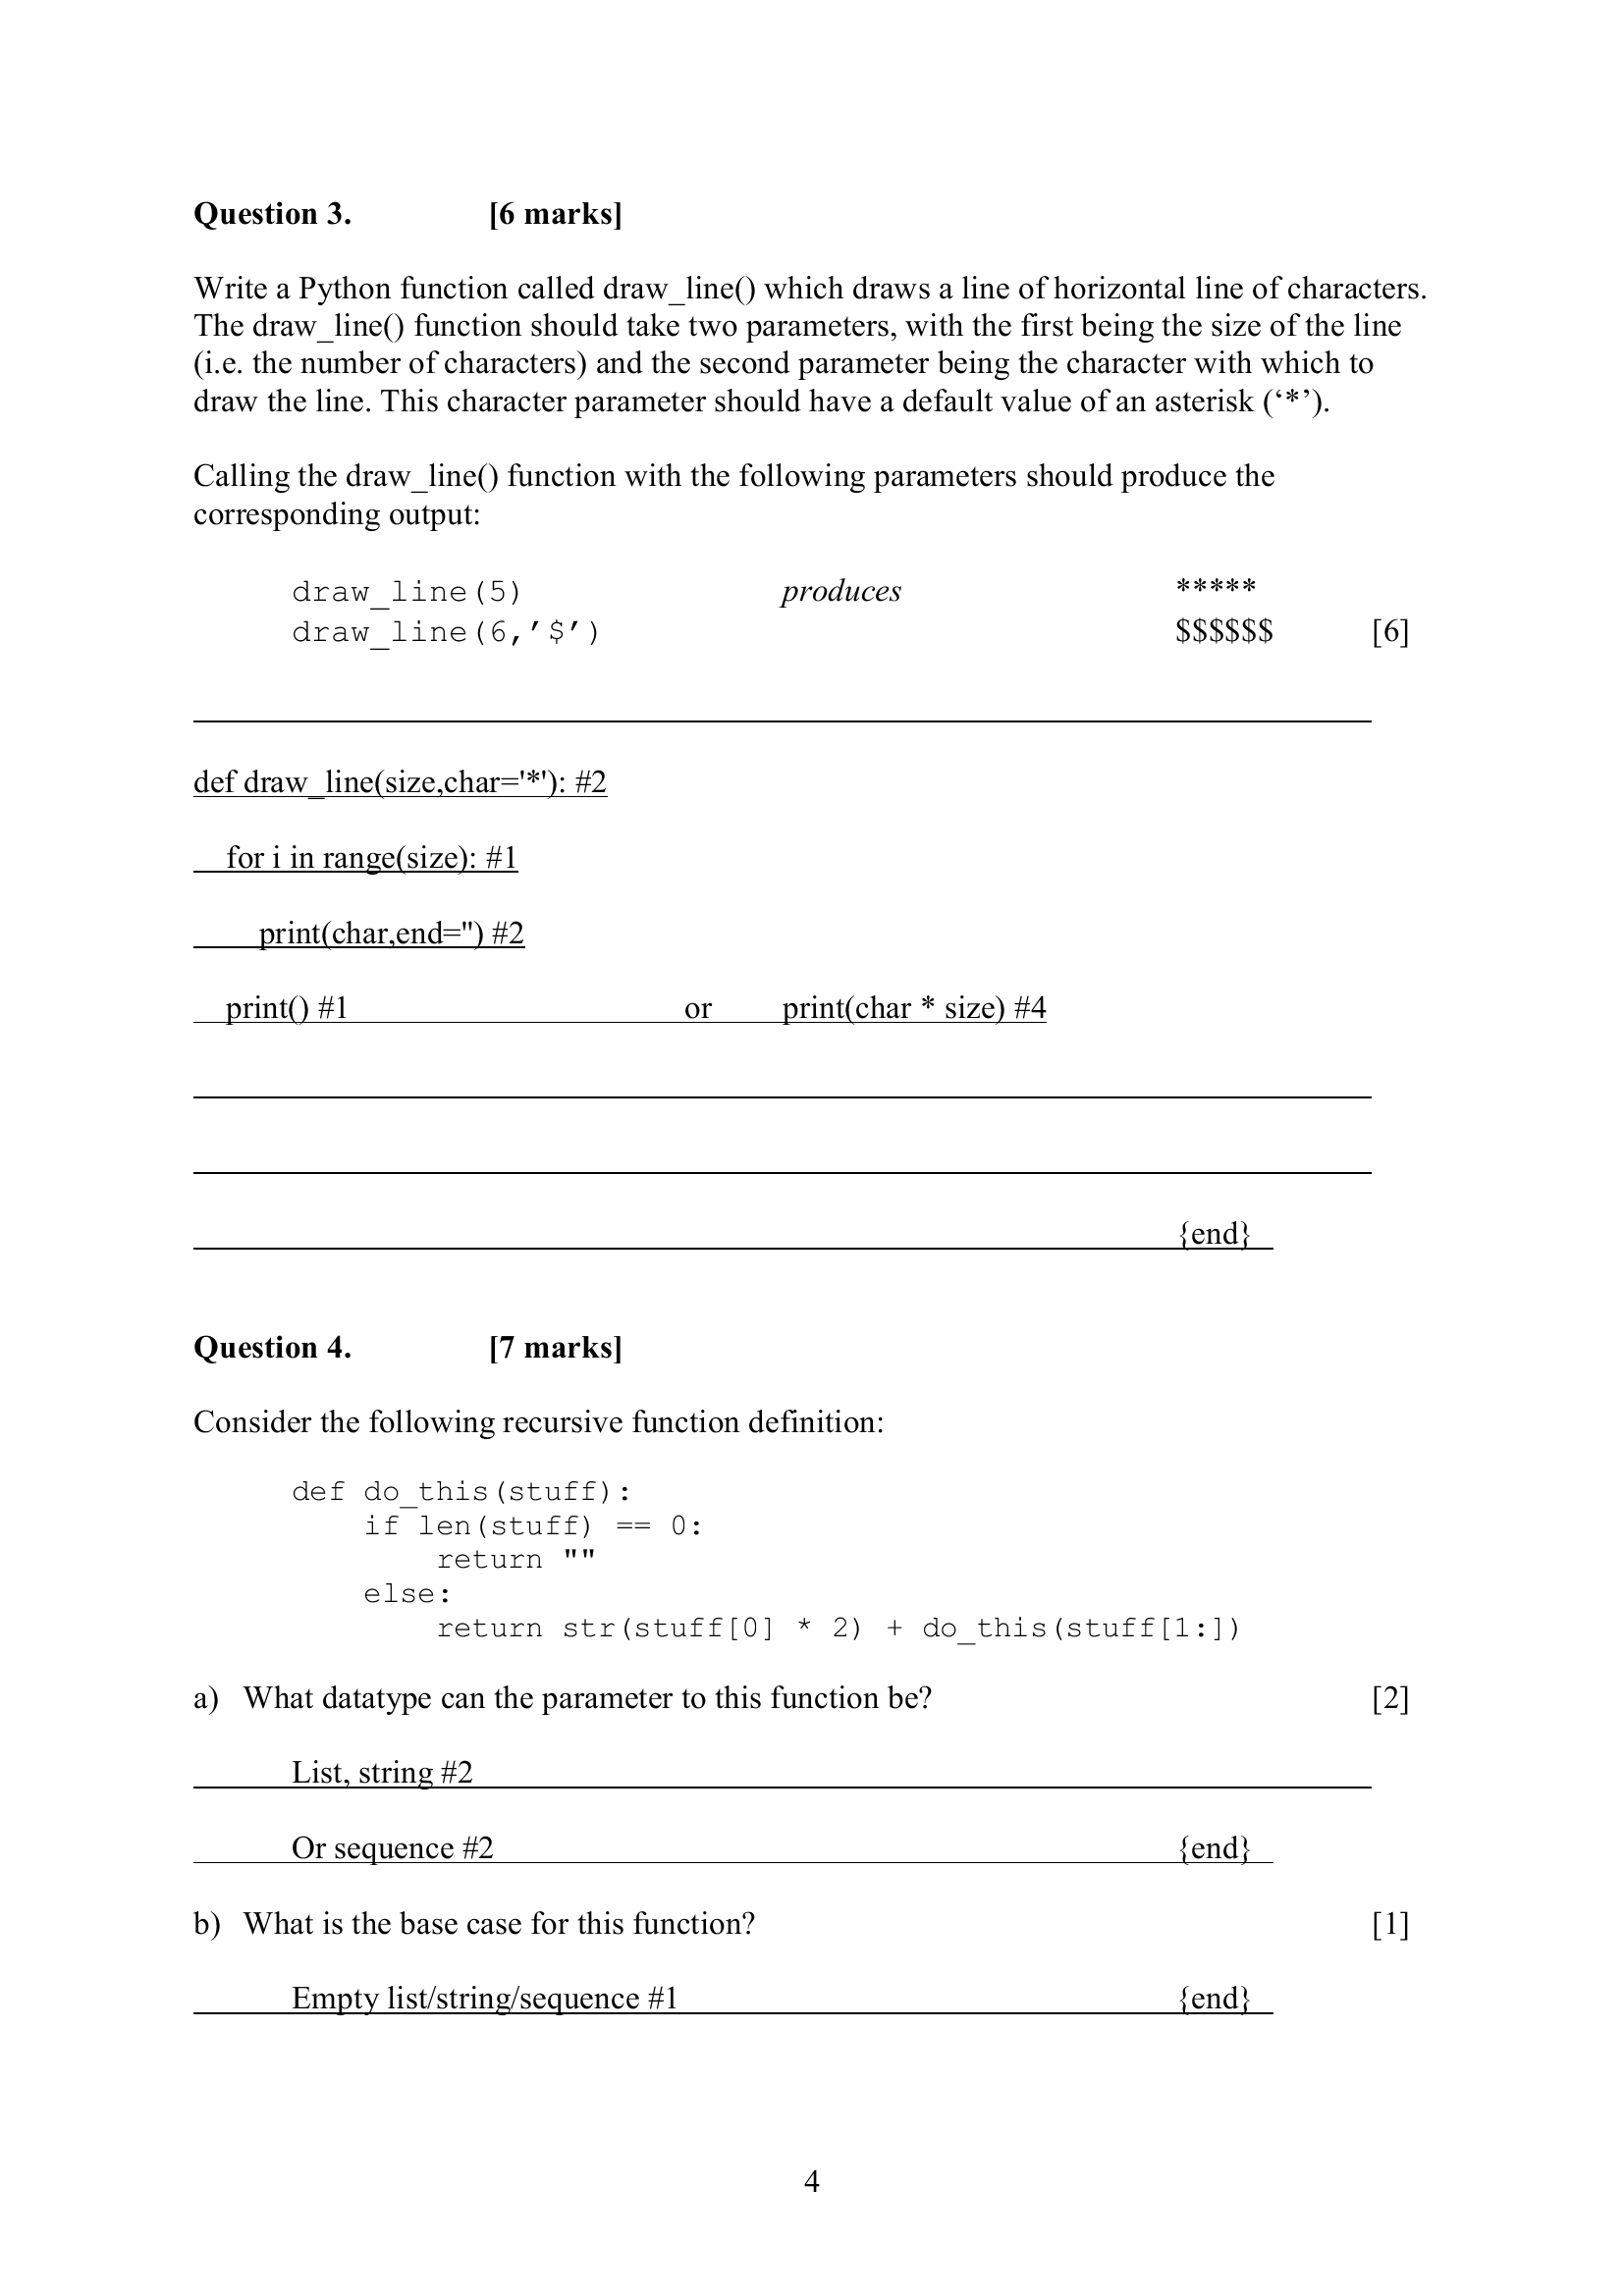 Question 3. [6 marks]
Write a Python function called draw_line() which draws a line of horizontal line of characters.
The draw_line() function should take two parameters, with the first being the size of the line
(i.e. the number of characters) and the second parameter being the character with which to
draw the line. This character parameter should have a default value of an asterisk (‘*’).
Calling the draw_line() function with the following parameters should produce the
corresponding output:
draw_line(5) produces *****
draw_line(6,’$’) $$$$$$ [6]
def draw_line(size,char='*'): #2
for i in range(size): #1
print(char,end='') #2
print() #1 or print(char * size) #4
{end}
Question 4. [7 marks]
Consider the following recursive function definition:
def do_this(stuff):
    if len(stuff) == 0:
        return ""
    else:
        return str(stuff[0] * 2) + do_this(stuff[1:])
a) What datatype can the parameter to this function be? [2]
List, string #2
Or sequence #2 {end}
b) What is the base case for this function? [1]
Empty list/string/sequence #1 {end}
4